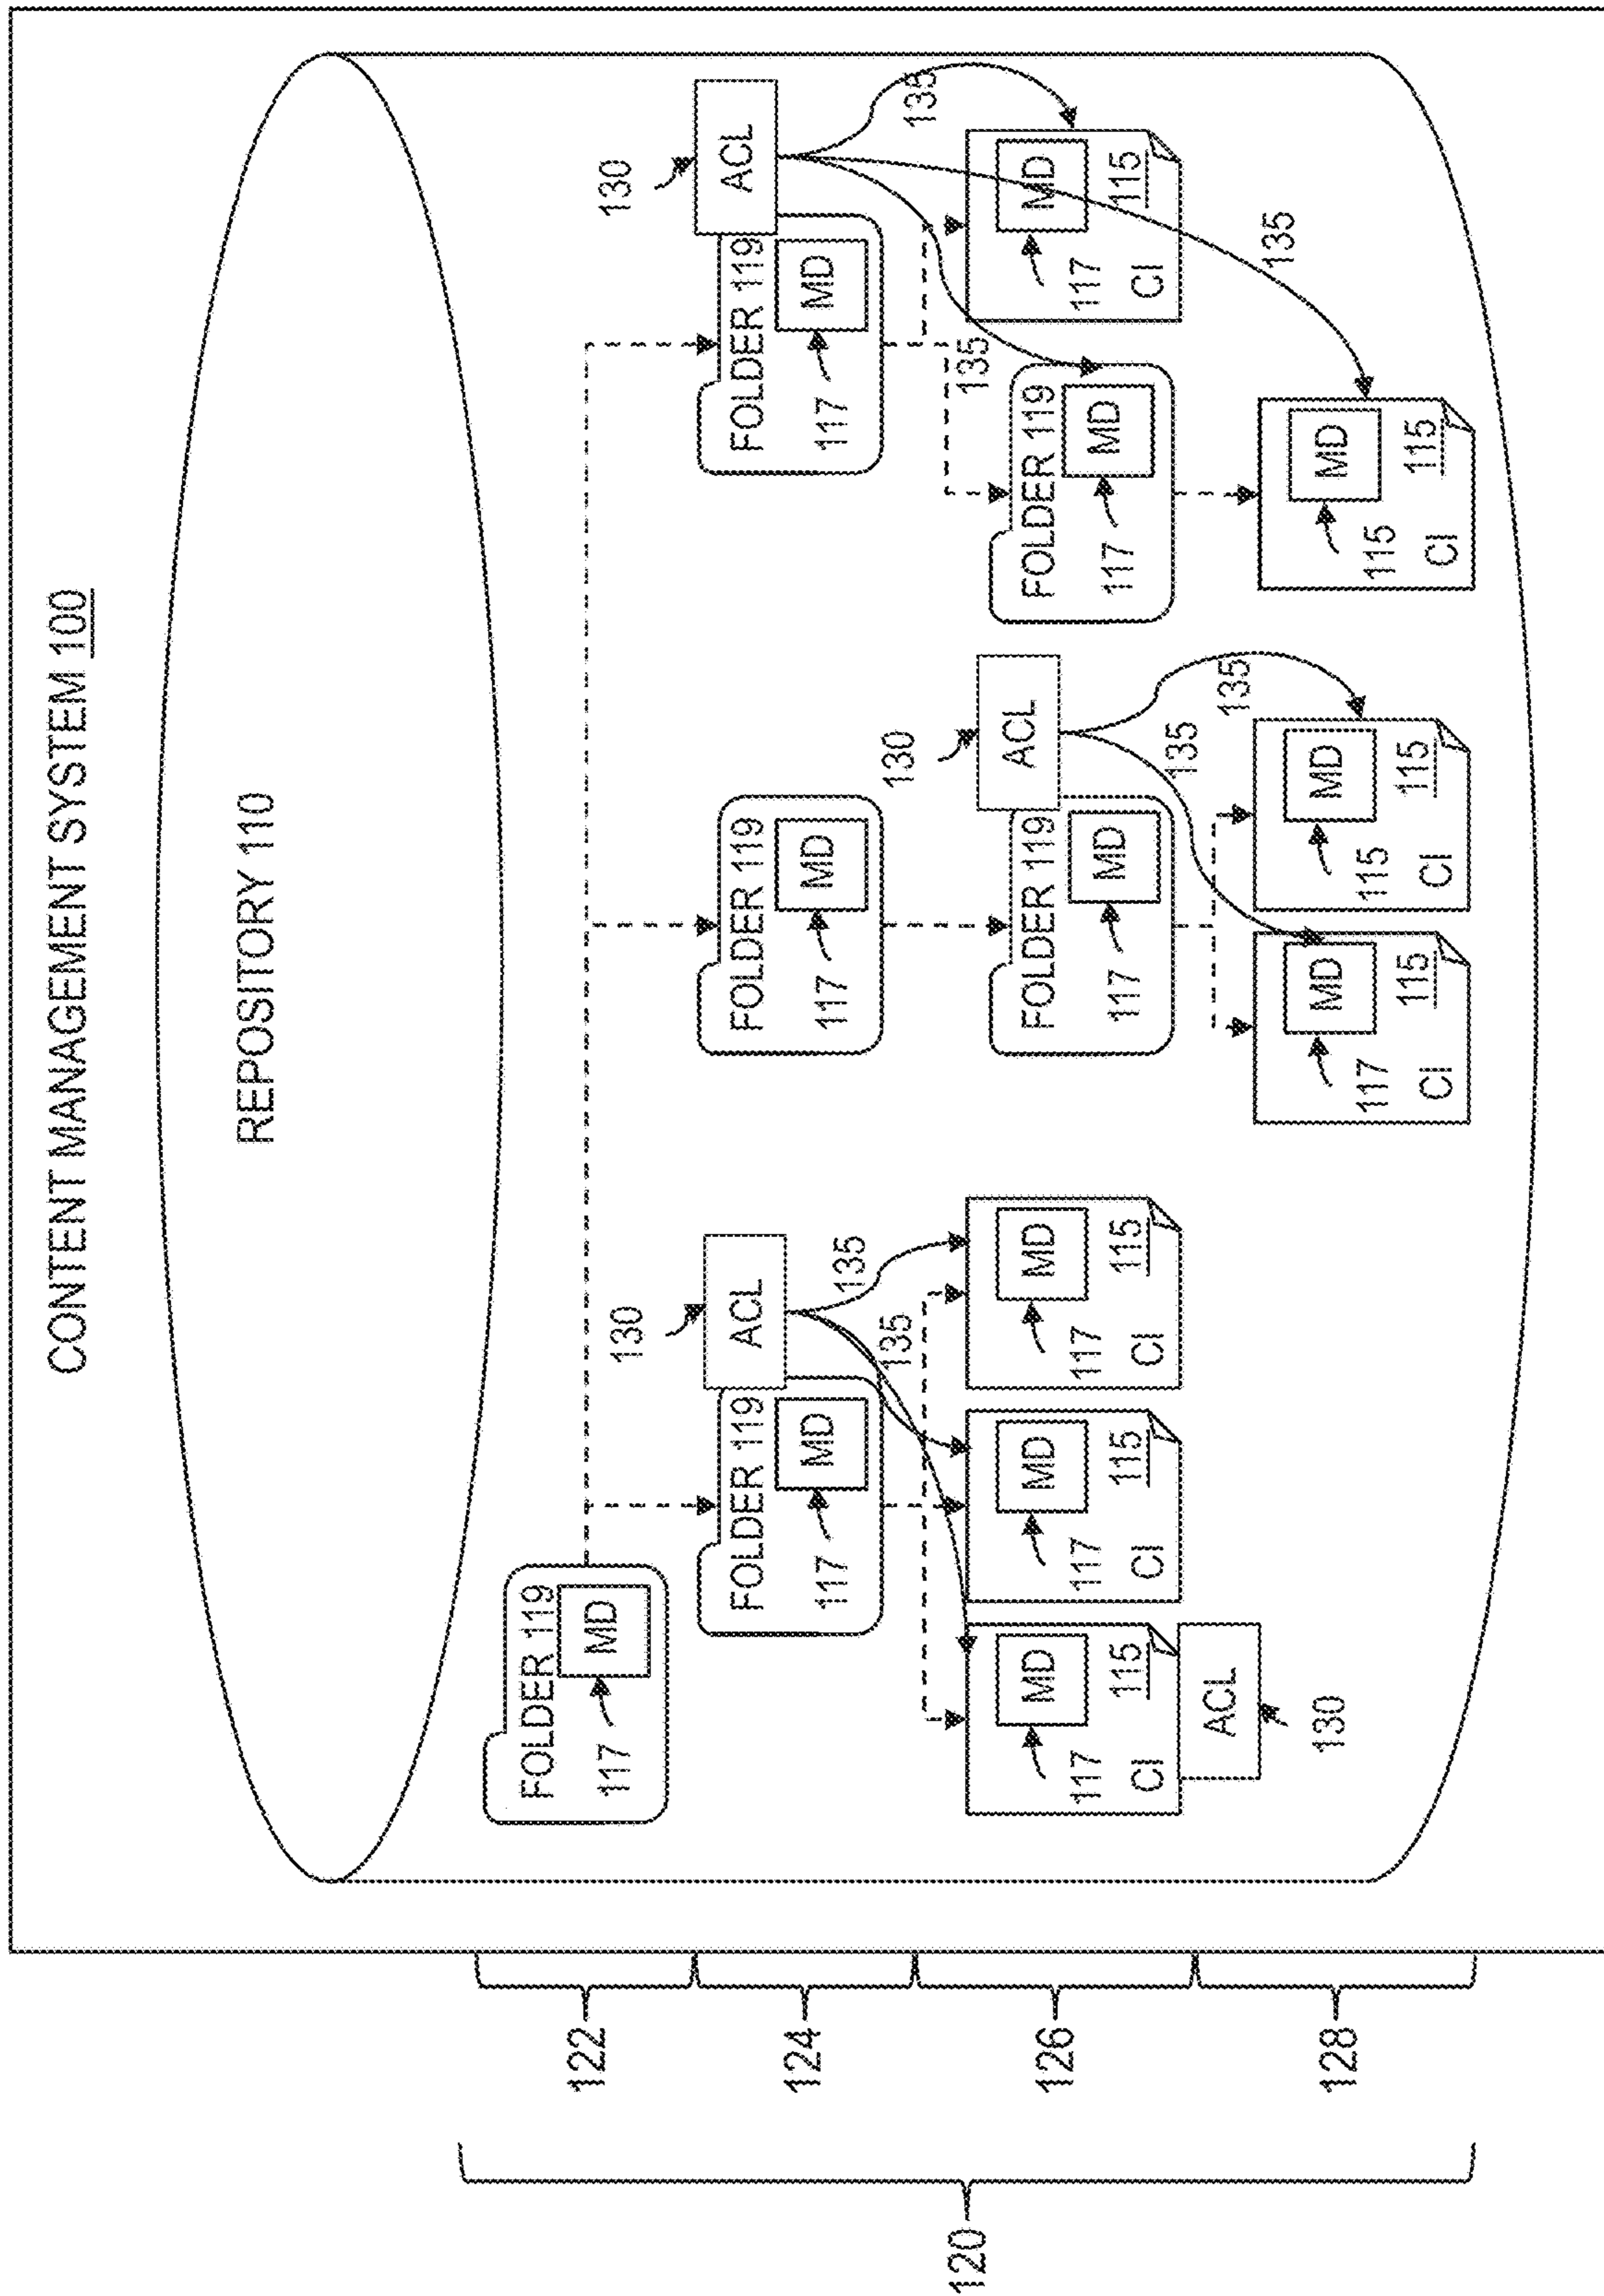 CONTENT MANAGEMENT SYSTEM 100
REPOSITORY 110
FOLDER 119
MD
122
117
130
130
FOLDER 119
ACL
FOLDER 119
FOLDER 119
ACL
124
117
MD
117
MD
117
MD
135
135
130
135
120
135
126
MD
MD
MD
FOLDER 119
ACL
FOLDER 119
MD
117
117
117
117
MD
117
MD
117
115
115
115
115
CI
CI
CI
CI
135
ACL
135
135
130
128
MD
MD
MD
117
115
115
115
115
115
CI
CI
CI